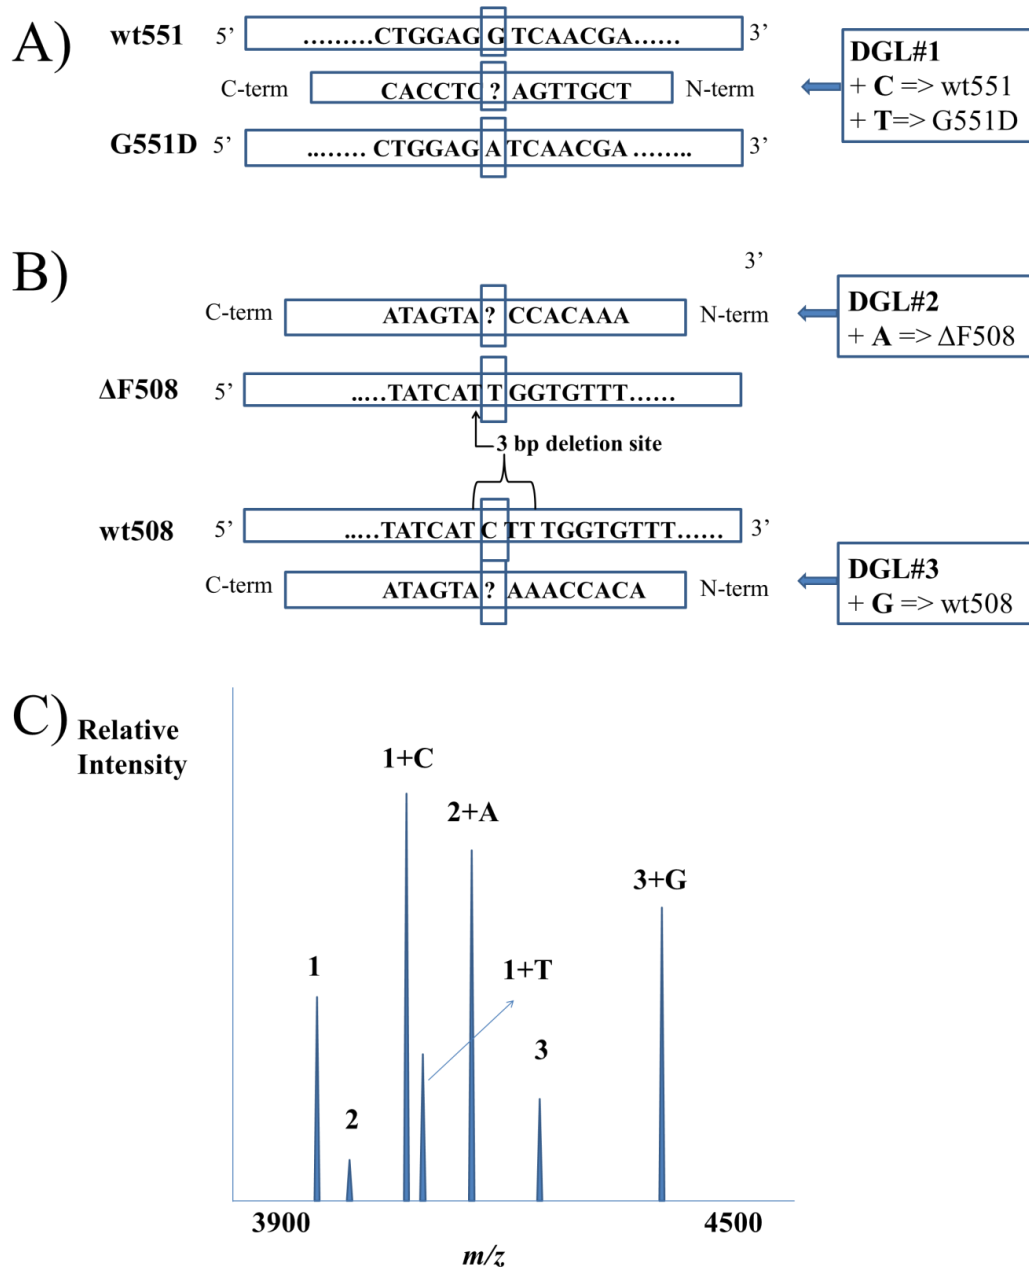 A)
wt551 5’ .........CTGGAG G TCAACGA...... 3’
C-term CACCTC ? AGTTGCT N-term
G551D 5’ ........ CTGGAG A TCAACGA ........ 3’
DGL#1
+ C => wt551
+ T=> G551D
B)
3’
C-term ATAGTA ? CCACAAA N-term
DGL#2
+ A => ΔF508
ΔF508 5’ .....TATCAT T GGTGTTT......
3 bp deletion site
wt508 5’ .....TATCAT C TT TGGTGTTT...... 3’
C-term ATAGTA ? AAACCACA N-term
DGL#3
+ G => wt508
C)
Relative
Intensity
1+C
2+A
3+G
1
1+T
3
2
3900 4500
m/z